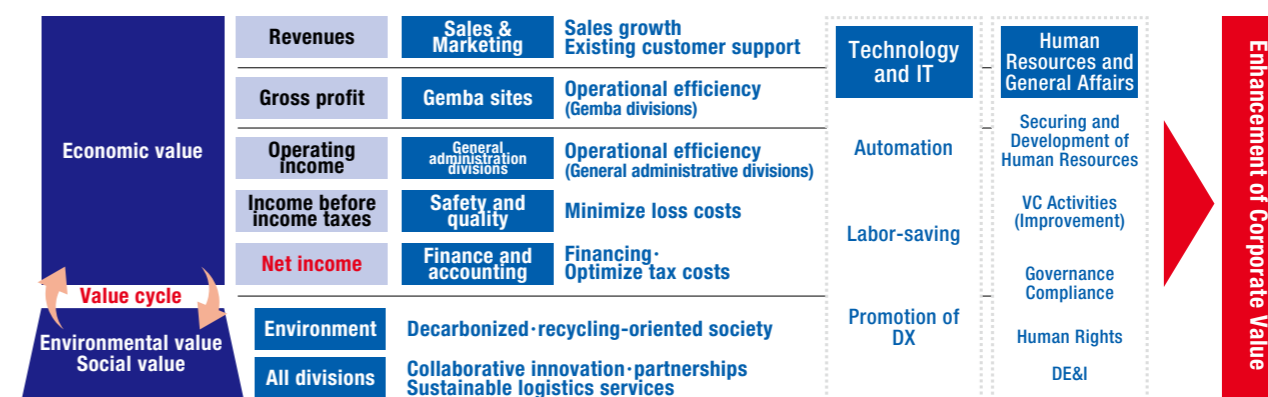 Economic value
Value cycle
Environmental value
Social value
Revenues
Sales &
Marketing
Sales growth
Existing customer support
Gross profit
Gemba sites
Operational efficiency
(Gemba divisions)
Operating
income
General
administration
divisions
Operational efficiency
(General administrative divisions)
Income before
income taxes
Safety and
quality
Minimize loss costs
Net income
Finance and
accounting
Financing·
Optimize tax costs
Environment
Decarbonized·recycling-oriented society
All divisions
Collaborative innovation·partnerships
Sustainable logistics services
Technology
and IT
Automation
Labor-saving
Promotion of
DX
Human
Resources and
General Affairs
Securing and
Development of
Human Resources
VC Activities
(Improvement)
Governance
Compliance
Human Rights
DE&I
Enhancement of Corporate Value